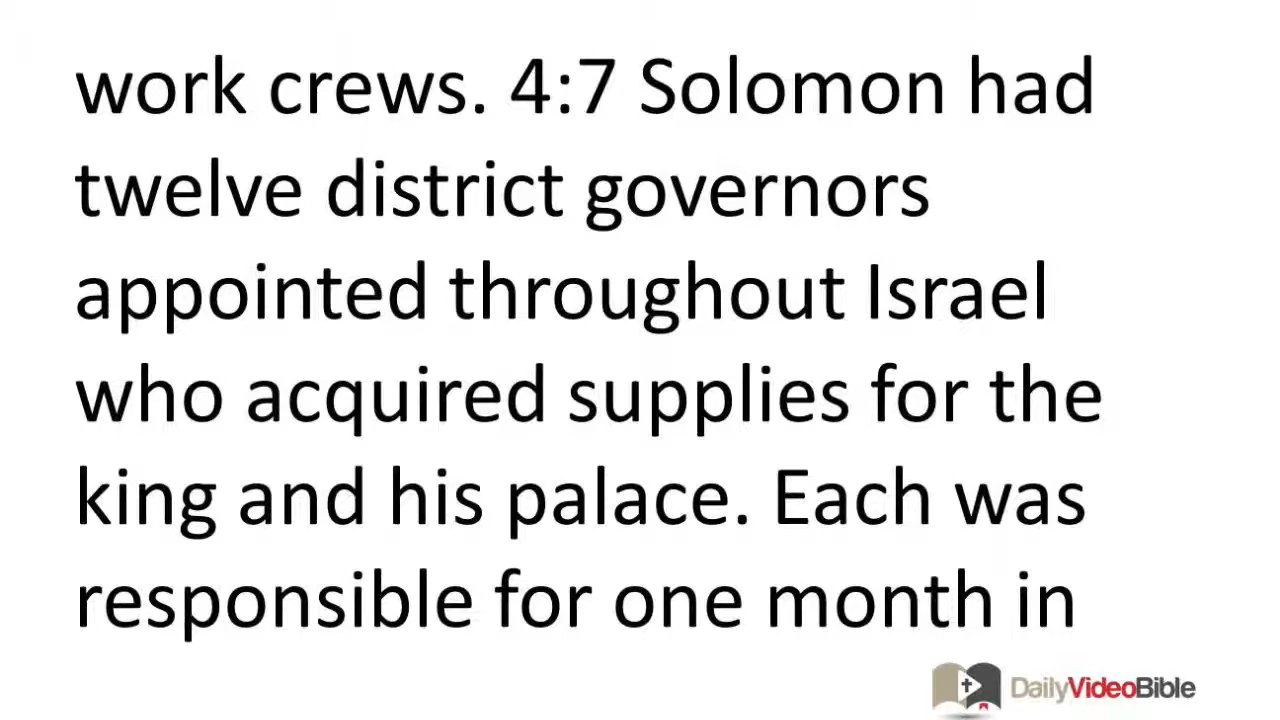 work crews. 4:7 Solomon had
twelve district governors
appointed throughout Israel
who acquired supplies for the
king and his palace. Each was
responsible for one month in
DailyVideoBible